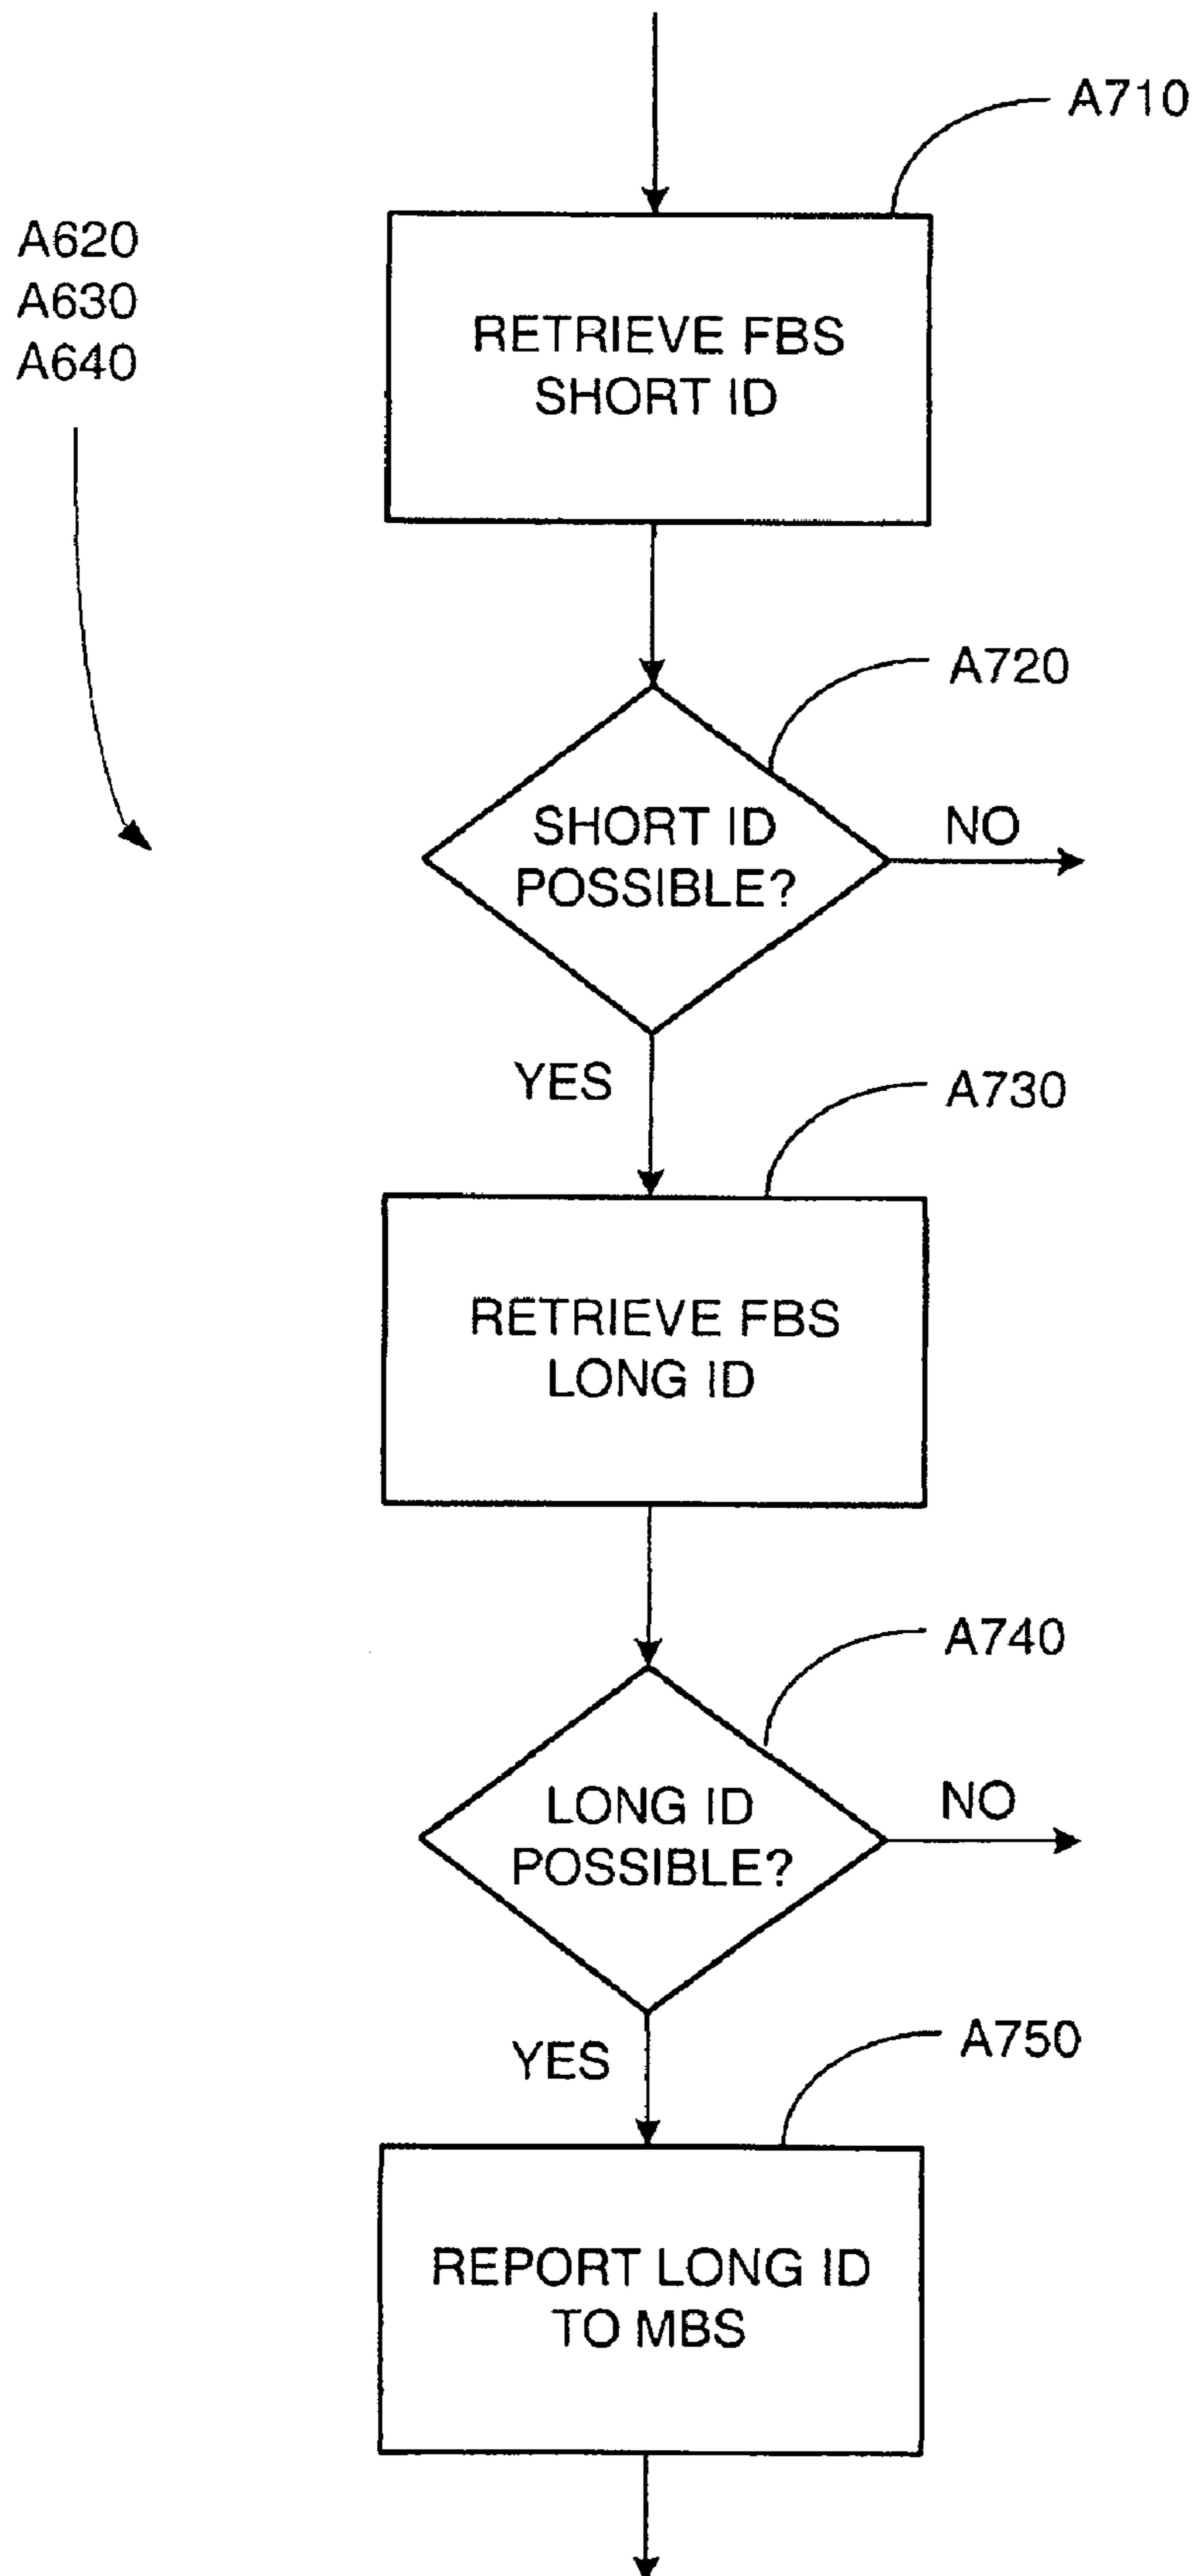 A710
A620
A630
A640
RETRIEVE FBS
SHORT ID
A720
SHORT ID
POSSIBLE?
NO
YES
A730
RETRIEVE FBS
LONG ID
A740
LONG ID
POSSIBLE?
NO
YES
A750
REPORT LONG ID
TO MBS